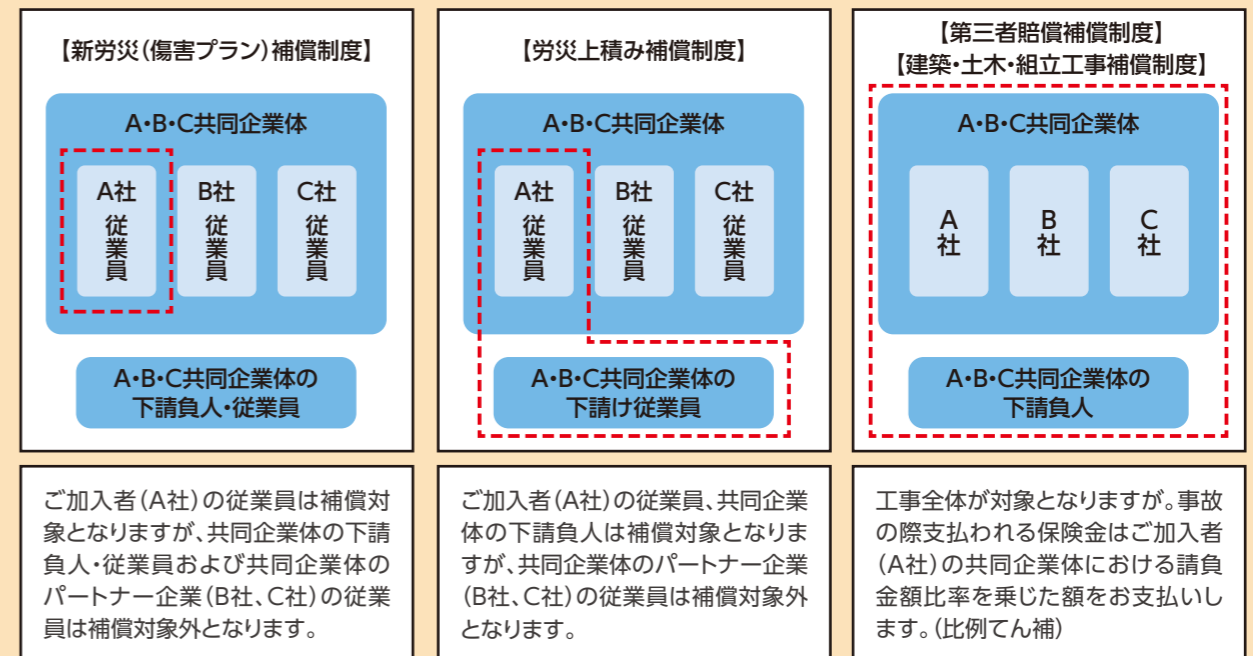 【新労災(傷害プラン)補償制度】
A・B・C共同企業体
A社
従業員
B社
従業員
C社
従業員
A・B・C共同企業体の
下請負人・従業員
ご加入者(A社)の従業員は補償対
象となりますが、共同企業体の下請
負人・従業員および共同企業体の
パートナー企業(B社、C社)の従業
員は補償対象外となります。
【労災上積み補償制度】
A・B・C共同企業体
A社
従業員
B社
従業員
C社
従業員
A・B・C共同企業体の
下請け従業員
ご加入者(A社)の従業員、共同企業
体の下請負人は補償対象となりま
すが、共同企業体のパートナー企業
(B社、C社)の従業員は補償対象外
となります。
【第三者賠償補償制度】
【建築・土木・組立工事補償制度】
A・B・C共同企業体
A社
B社
C社
A・B・C共同企業体の
下請負人
工事全体が対象となりますが。事故
の際支払われる保険金はご加入者
(A社)の共同企業体における請負
金額比率を乗じた額をお支払いし
ます。(比例てん補)